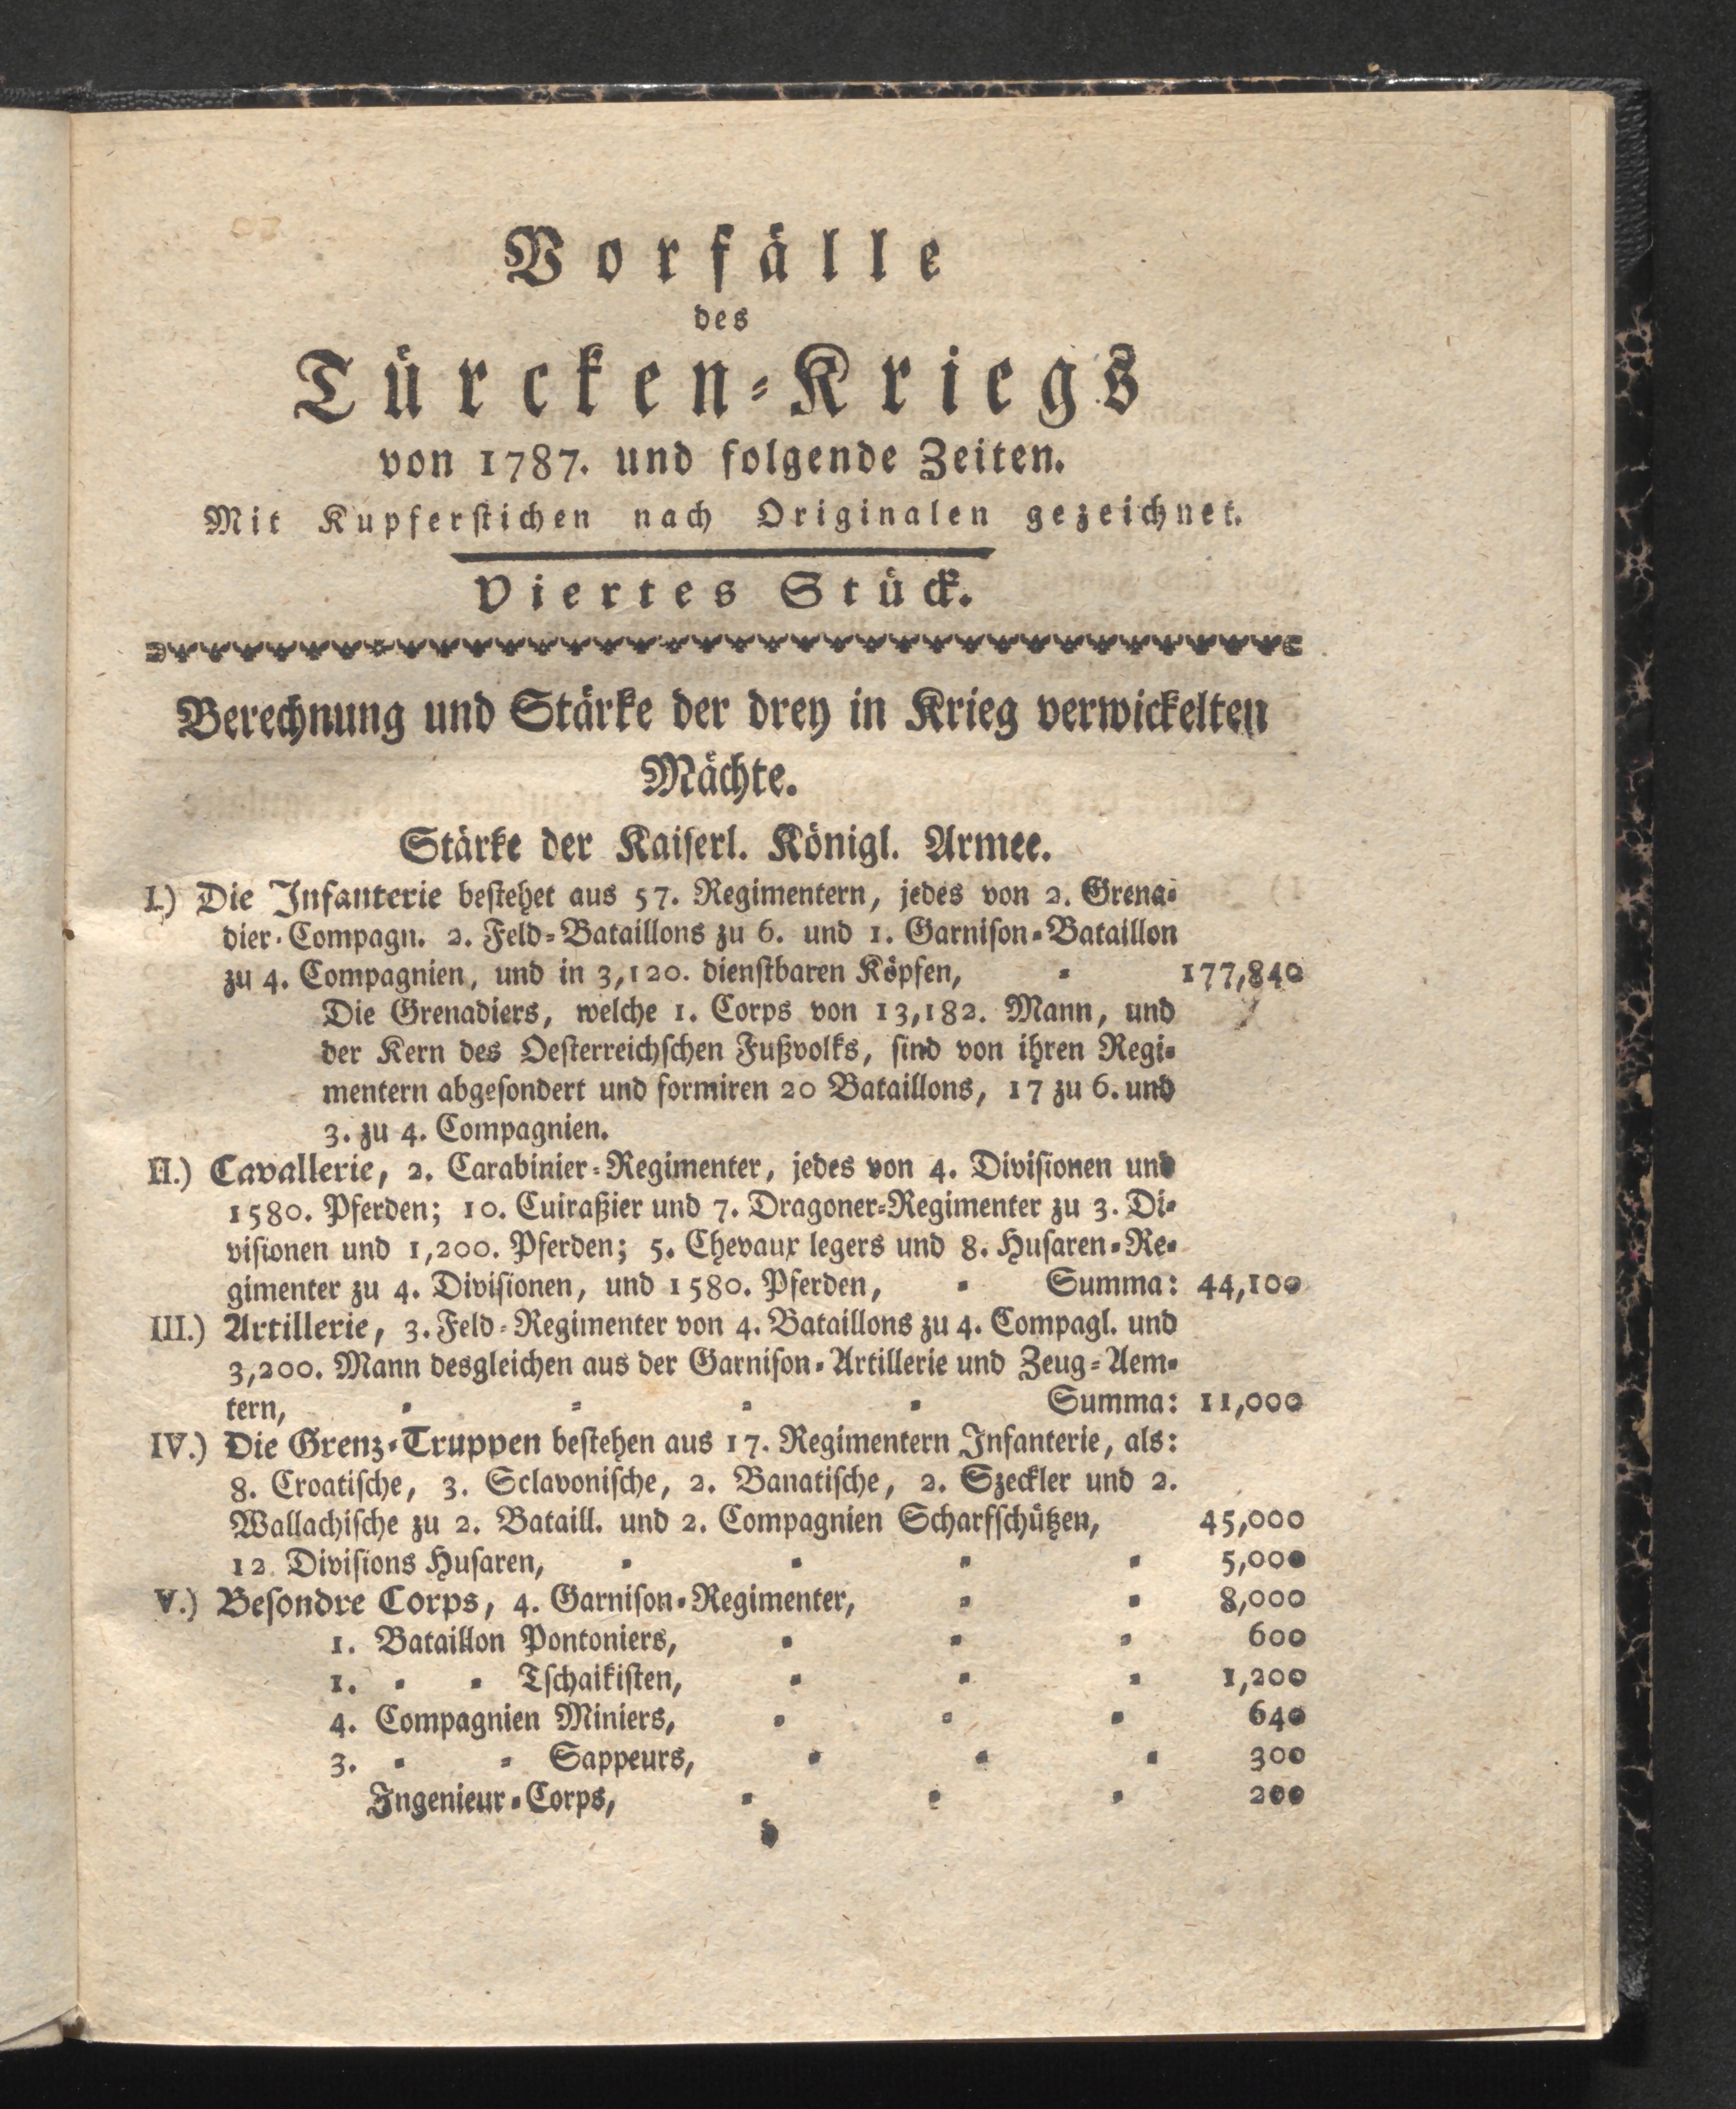 Vorfälle
des
Türcken-Kriegs
von 1787. und folgende Zeiten.
Mit Kupferstichen nach Originalen gezeichnet.
Viertes Stück.
Berechnung und Stärke der drey in Krieg verwickelten
Mächte.
Stärke der Kaiserl. Königl. Armee.
I.) Die Infanterie bestehet aus 57. Regimentern, jedes von 2. Grena-
dier-Compagn. 2. Feld-Bataillons zu 6. und 1. Garnison-Bataillon
zu 4. Compagnien, und in 3,120. dienstbaren Köpfen, - 177,840
Die Grenadiers, welche 1. Corps von 13,182. Mann, und
der Kern des Oesterreichschen Fußvolks, sind von ihren Regi-
mentern abgesondert und formiren 20 Bataillons, 17 zu 6. und
3. zu 4. Compagnien.
II.) Cavallerie, 2. Carabinier-Regimenter, jedes von 4. Divisionen und
1580. Pferden; 10. Cuiraßier und 7. Dragoner-Regimenter zu 3. Di-
visionen und 1,200. Pferden; 5. Chevaux legers und 8. Husaren-Re-
gimenter zu 4. Divisionen, und 1580. Pferden, - Summa: 44,100
III.) Artillerie, 3. Feld-Regimenter von 4. Bataillons zu 4. Compagl. und
3,200. Mann desgleichen aus der Garnison-Artillerie und Zeug-Aem-
tern, - - - - Summa: 11,000
IV.) Die Grenz-Truppen bestehen aus 17. Regimentern Infanterie, als:
8. Croatische, 3. Sclavonische, 2. Banatische, 2. Szeckler und 2.
Wallachische zu 2. Bataill. und 2. Compagnien Scharfschützen, 45,000
12. Divisions Husaren, - - - - 5,000
V.) Besondre Corps, 4. Garnison-Regimenter, - - 8,000
1. Bataillon Pontoniers, - - - 600
1. - - Tschaikisten, - - - 1,200
4. Compagnien Miniers, - - - 640
3. - - Sappeurs, - - - 300
Ingenieur-Corps, - - - 200
d